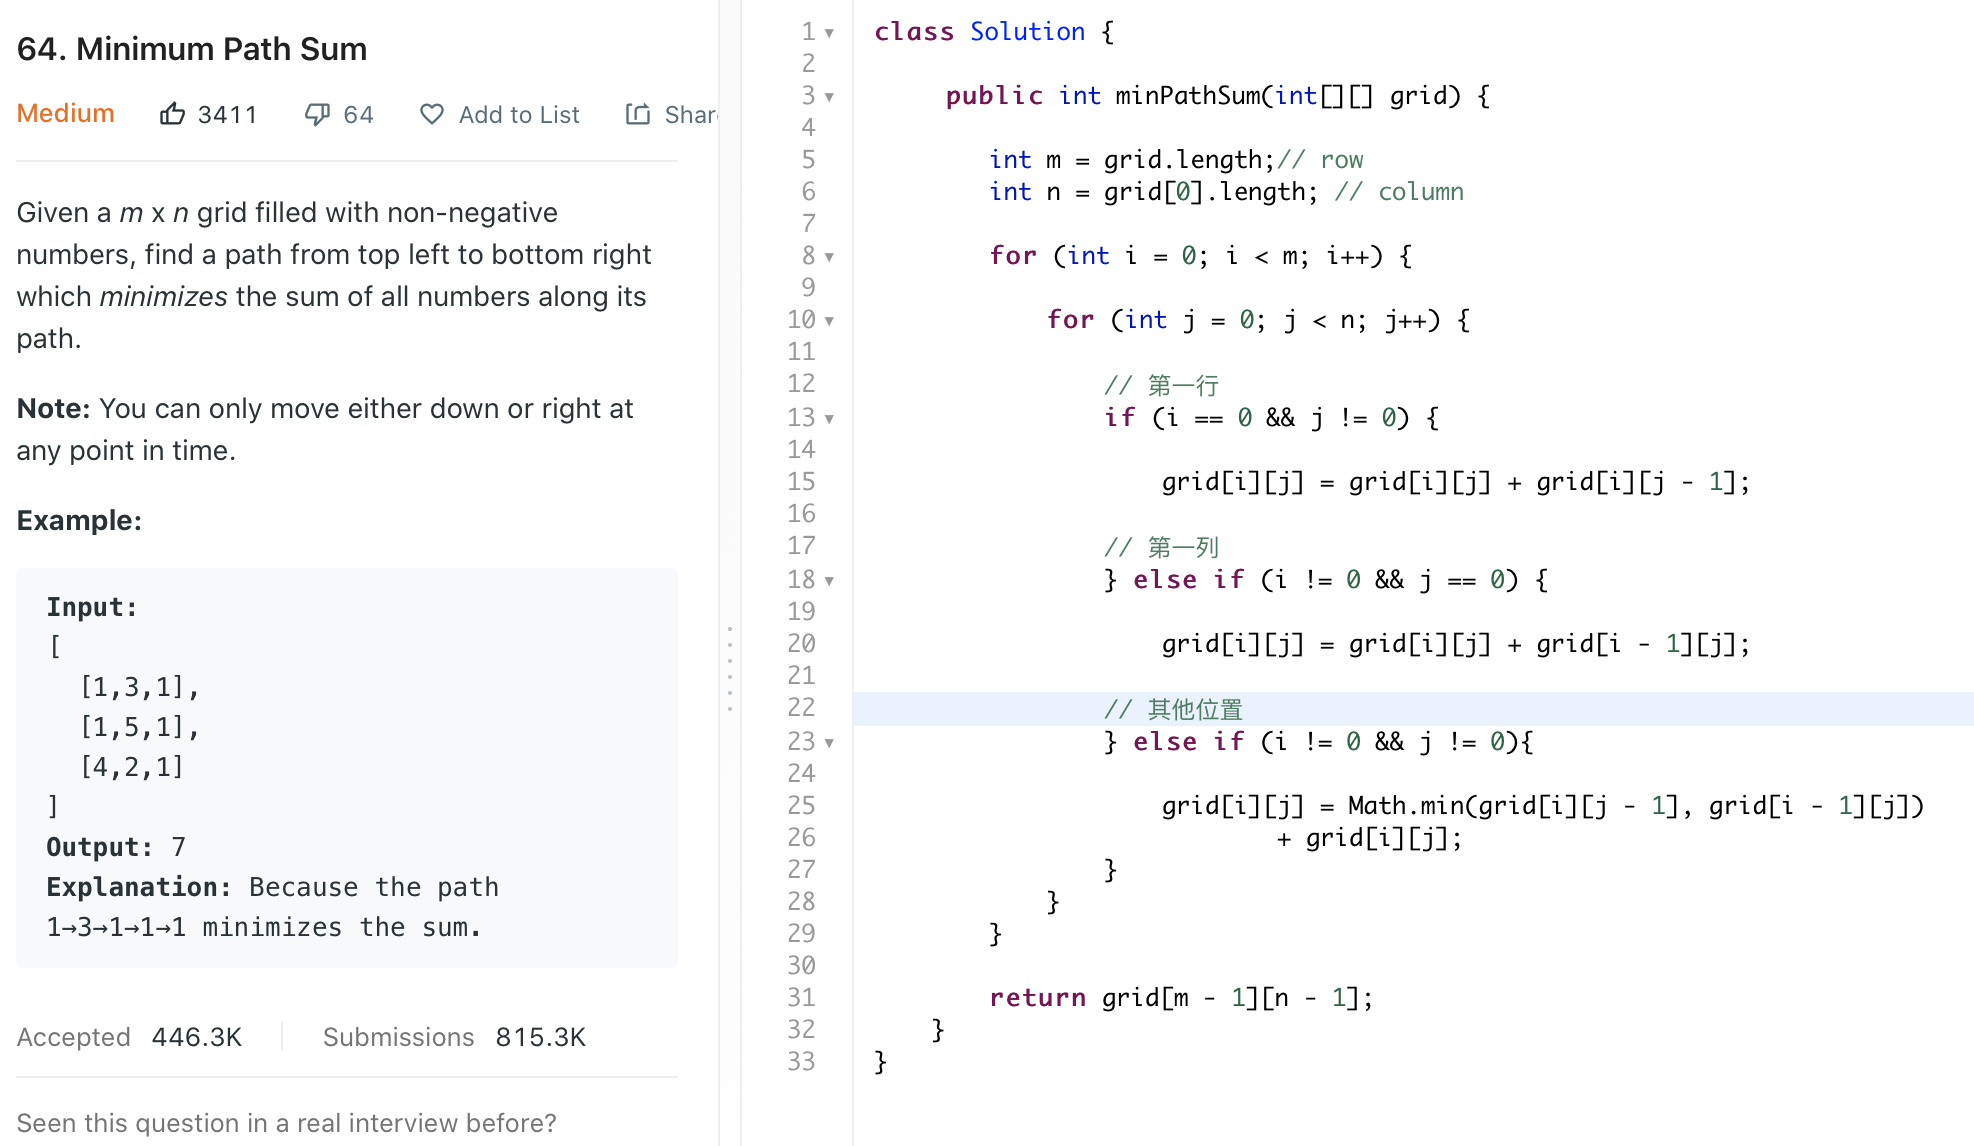 64. Minimum Path Sum
Medium 3411 64 Add to List
Given a m x n grid filled with non-negative
numbers, find a path from top left to bottom right
which minimizes the sum of all numbers along its
path.
Note: You can only move either down or right at
any point in time.
Example:
Input:
[
  [1,3,1],
  [1,5,1],
  [4,2,1]
]
Output: 7
Explanation: Because the path
1→3→1→1→1 minimizes the sum.
Accepted 446.3K Submissions 815.3K
Seen this question in a real interview before?
1 class Solution {
2
3 public int minPathSum(int[][] grid) {
4
5 int m = grid.length;// row
6 int n = grid[0].length; // column
7
8 for (int i = 0; i < m; i++) {
9
10 for (int j = 0; j < n; j++) {
11
12 // 第一行
13 if (i == 0 && j != 0) {
14
15 grid[i][j] = grid[i][j] + grid[i][j - 1];
16
17 // 第一列
18 } else if (i != 0 && j == 0) {
19
20 grid[i][j] = grid[i][j] + grid[i - 1][j];
21
22 // 其他位置
23 } else if (i != 0 && j != 0){
24
25 grid[i][j] = Math.min(grid[i][j - 1], grid[i - 1][j])
26 + grid[i][j];
27 }
28 }
29 }
30
31 return grid[m - 1][n - 1];
32 }
33 }